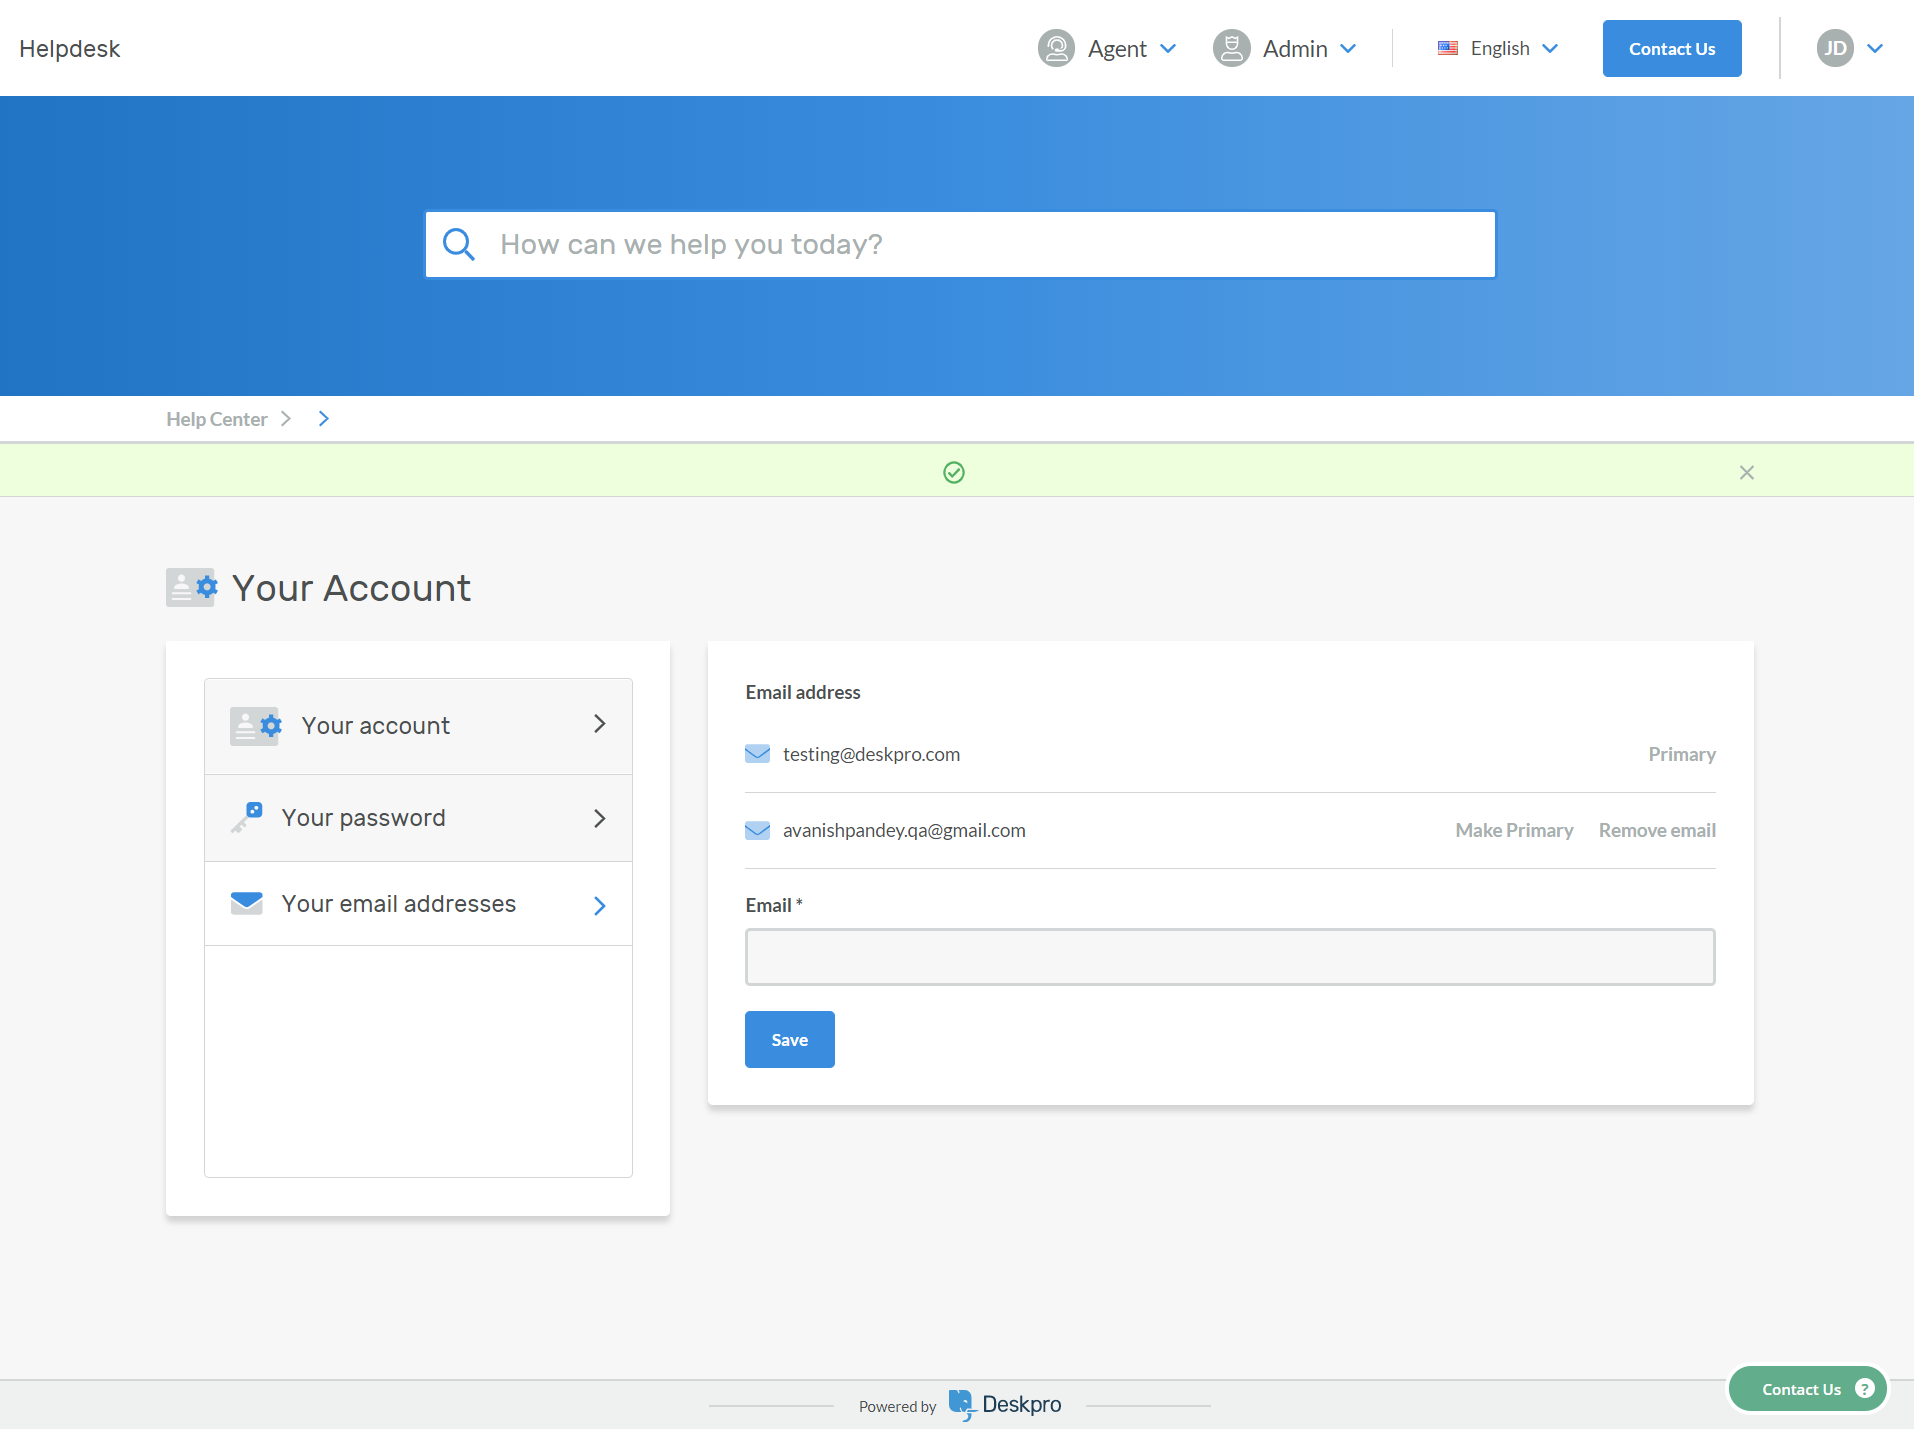 Helpdesk
Agent
Admin
English
Contact Us
JD
How can we help you today?
Help Center
Your Account
Your account
Your password
Your email addresses
Email address
testing@deskpro.com
Primary
avanishpandey.qa@gmail.com
Make Primary
Remove email
Email *
Save
Powered by Deskpro
Contact Us ?